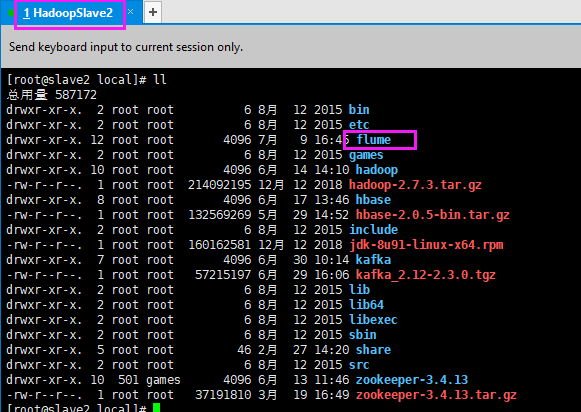 1 HadoopSlave2 × +
Send keyboard input to current session only.
[root@slave2 local]# ll
总用量 587172
drwxr-xr-x. 2 root root 6 8月 12 2015 bin
drwxr-xr-x. 2 root root 6 8月 12 2015 etc
drwxr-xr-x. 12 root root 4096 7月 9 16:46 flume
drwxr-xr-x. 2 root root 6 8月 12 2015 games
drwxr-xr-x. 10 root root 4096 6月 14 14:10 hadoop
-rw-r--r--. 1 root root 214092195 12月 12 2018 hadoop-2.7.3.tar.gz
drwxr-xr-x. 8 root root 4096 6月 17 13:46 hbase
-rw-r--r--. 1 root root 132569269 5月 29 14:52 hbase-2.0.5-bin.tar.gz
drwxr-xr-x. 2 root root 6 8月 12 2015 include
-rw-r--r--. 1 root root 160162581 12月 12 2018 jdk-8u91-linux-x64.rpm
drwxr-xr-x. 7 root root 4096 6月 30 10:14 kafka
-rw-r--r--. 1 root root 57215197 6月 29 16:06 kafka_2.12-2.3.0.tgz
drwxr-xr-x. 2 root root 6 8月 12 2015 lib
drwxr-xr-x. 2 root root 6 8月 12 2015 lib64
drwxr-xr-x. 2 root root 6 8月 12 2015 libexec
drwxr-xr-x. 2 root root 6 8月 12 2015 sbin
drwxr-xr-x. 5 root root 46 2月 27 14:20 share
drwxr-xr-x. 2 root root 6 8月 12 2015 src
drwxr-xr-x. 10 501 games 4096 6月 13 11:46 zookeeper-3.4.13
-rw-r--r--. 1 root root 37191810 3月 19 16:49 zookeeper-3.4.13.tar.gz
[root@slave2 local]#